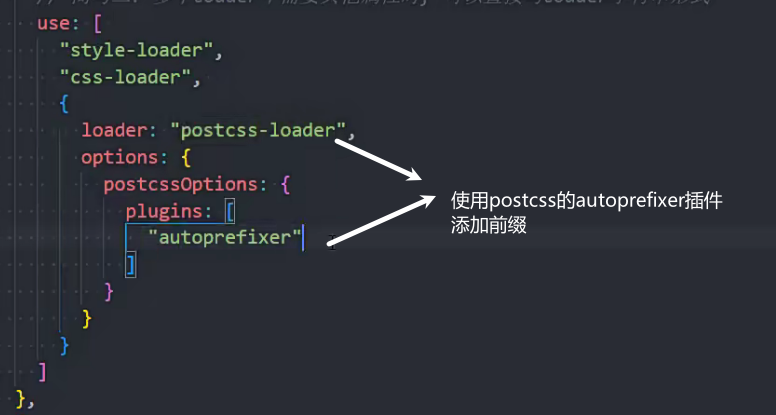 use: [
"style-loader",
"css-loader",
{
loader: "postcss-loader",
options: {
postcssOptions: {
plugins: [
"autoprefixer"
]
}
}
}
]
},
使用postcss的autoprefixer插件
添加前缀